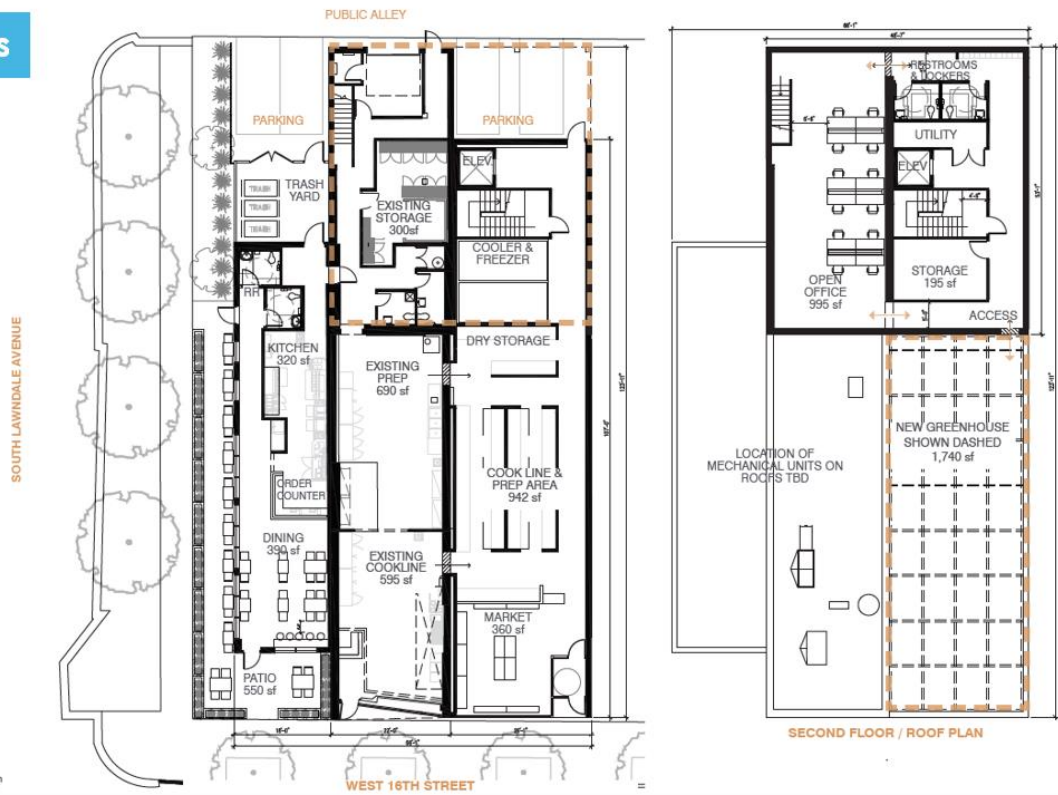 S
PUBLIC ALLEY
PARKING
PARKING
TRASH
YARD
TRASH
TRASH
TRASH
EXISTING
STORAGE
300sf
ELEV
COOLER &
FREEZER
RR
KITCHEN
320 sf
EXISTING
PREP
690 sf
DRY STORAGE
ORDER
COUNTER
COOK LINE &
PREP AREA
942 sf
DINING
390 sf
EXISTING
COOKLINE
595 sf
MARKET
360 sf
PATIO
550 sf
SOUTH LAWNDALE AVENUE
WEST 16TH STREET
RESTROOMS
& LOCKERS
UTILITY
ELEV
OPEN
OFFICE
995 sf
STORAGE
195 sf
ACCESS
NEW GREENHOUSE
SHOWN DASHED
1,740 sf
LOCATION OF
MECHANICAL UNITS ON
ROOFS TBD
SECOND FLOOR / ROOF PLAN